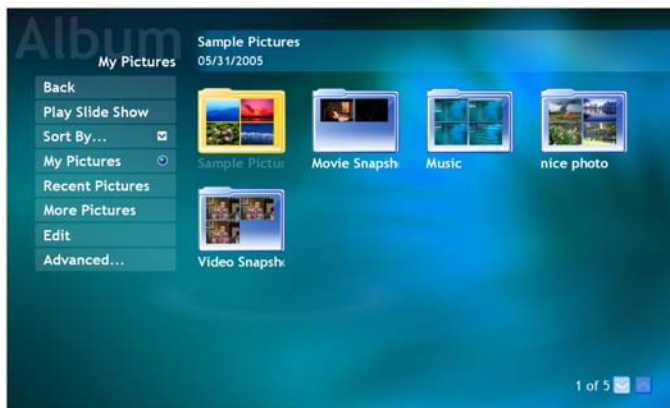 Album
My Pictures
Sample Pictures
05/31/2005
Back
Play Slide Show
Sort By...
My Pictures
Recent Pictures
More Pictures
Edit
Advanced...
Sample Pictu
Movie Snapsh
Music
nice photo
Video Snapsh
1 of 5